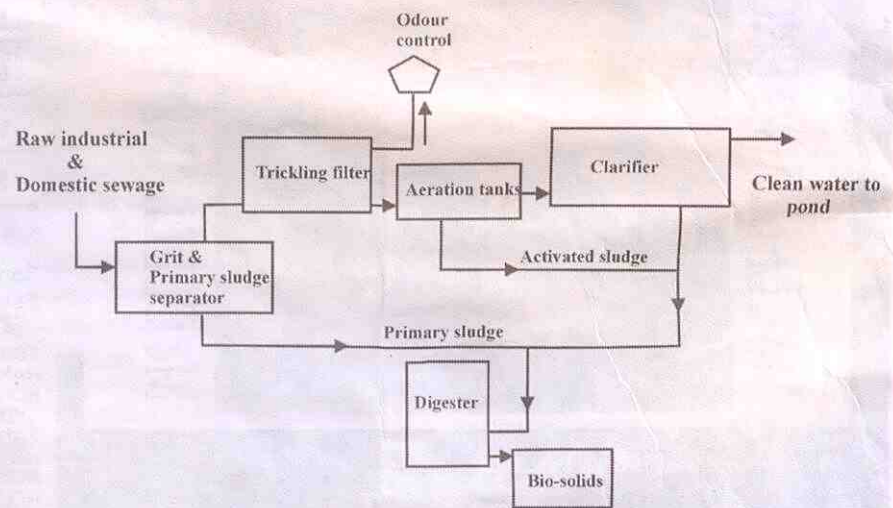 Odour
control
Raw industrial
&
Domestic sewage
Trickling filter
Aeration tanks
Clarifier
Clean water to
pond
Grit &
Primary sludge
separator
Activated sludge
Primary sludge
Digester
Bio-solids